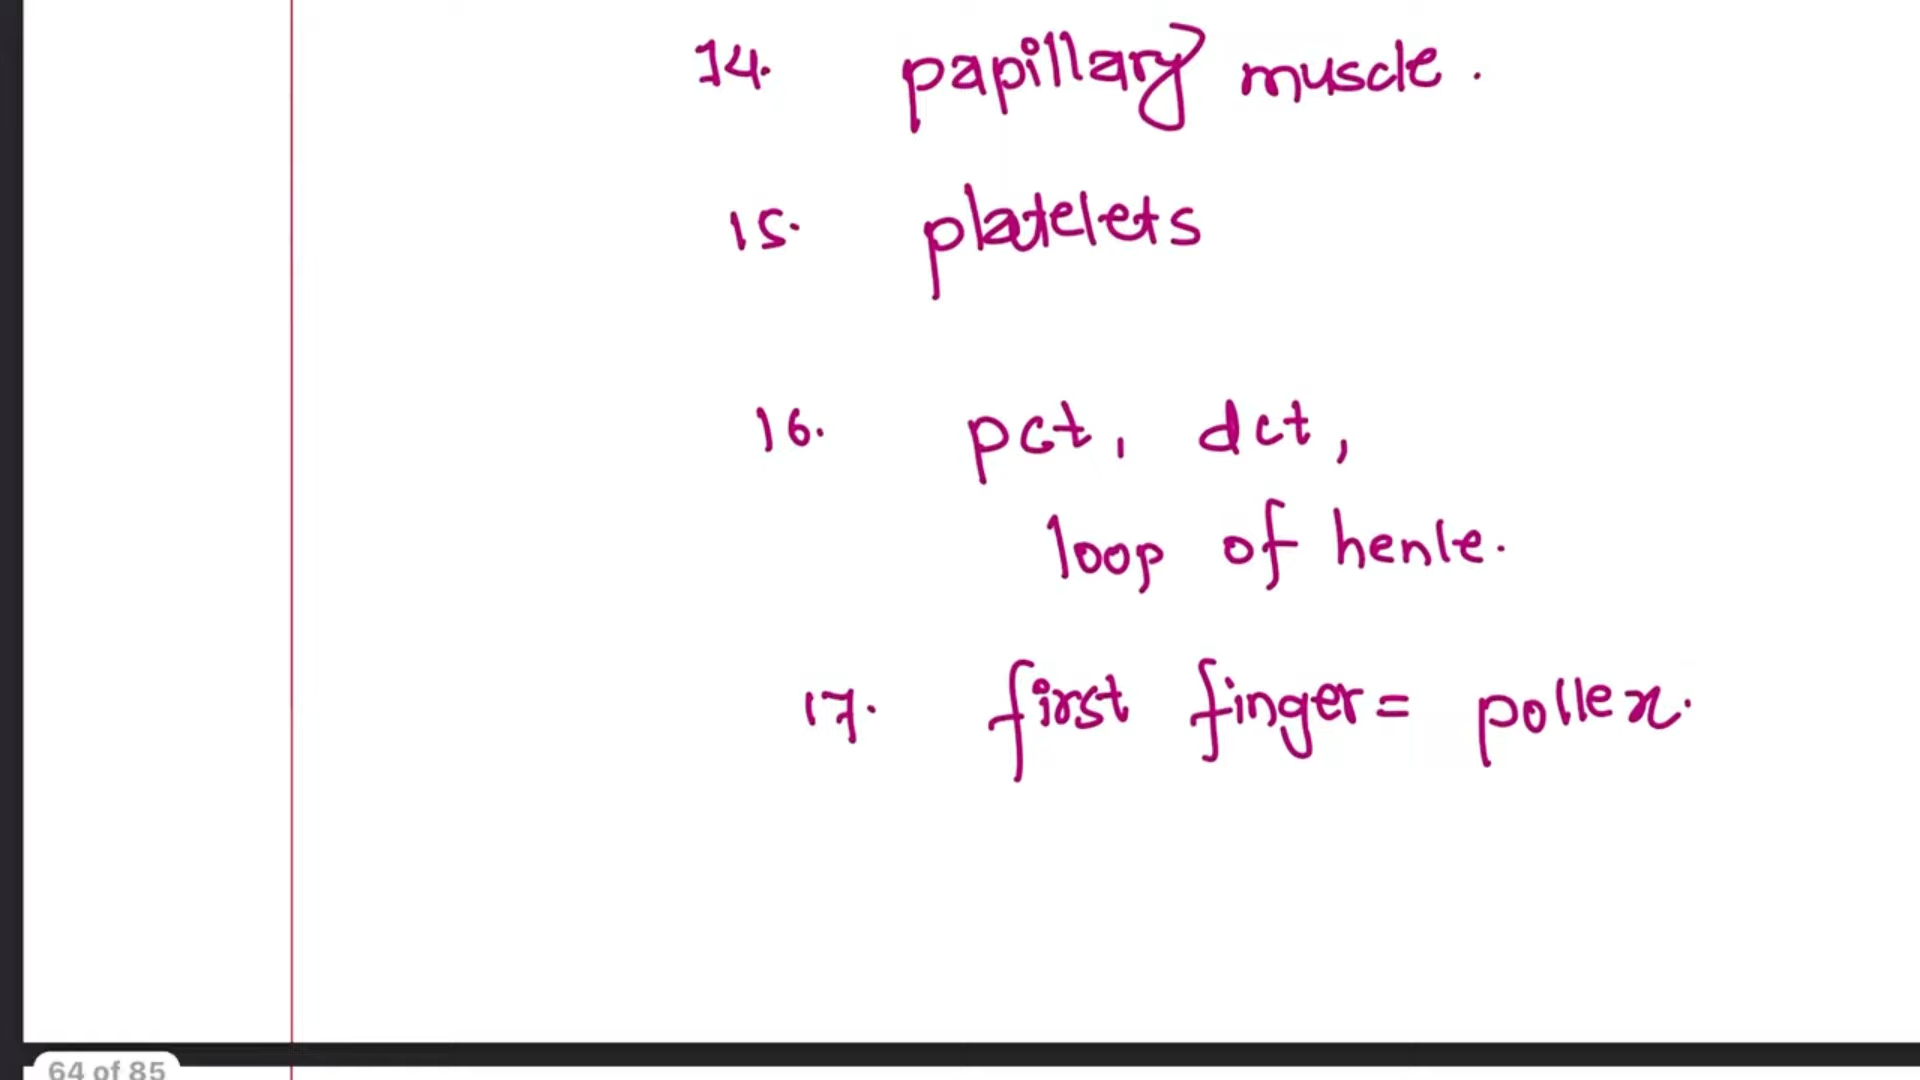 14. papillary muscle.
15. platelets
16. pct, dct,
loop of henle.
17. first finger = pollex.
64 of 85